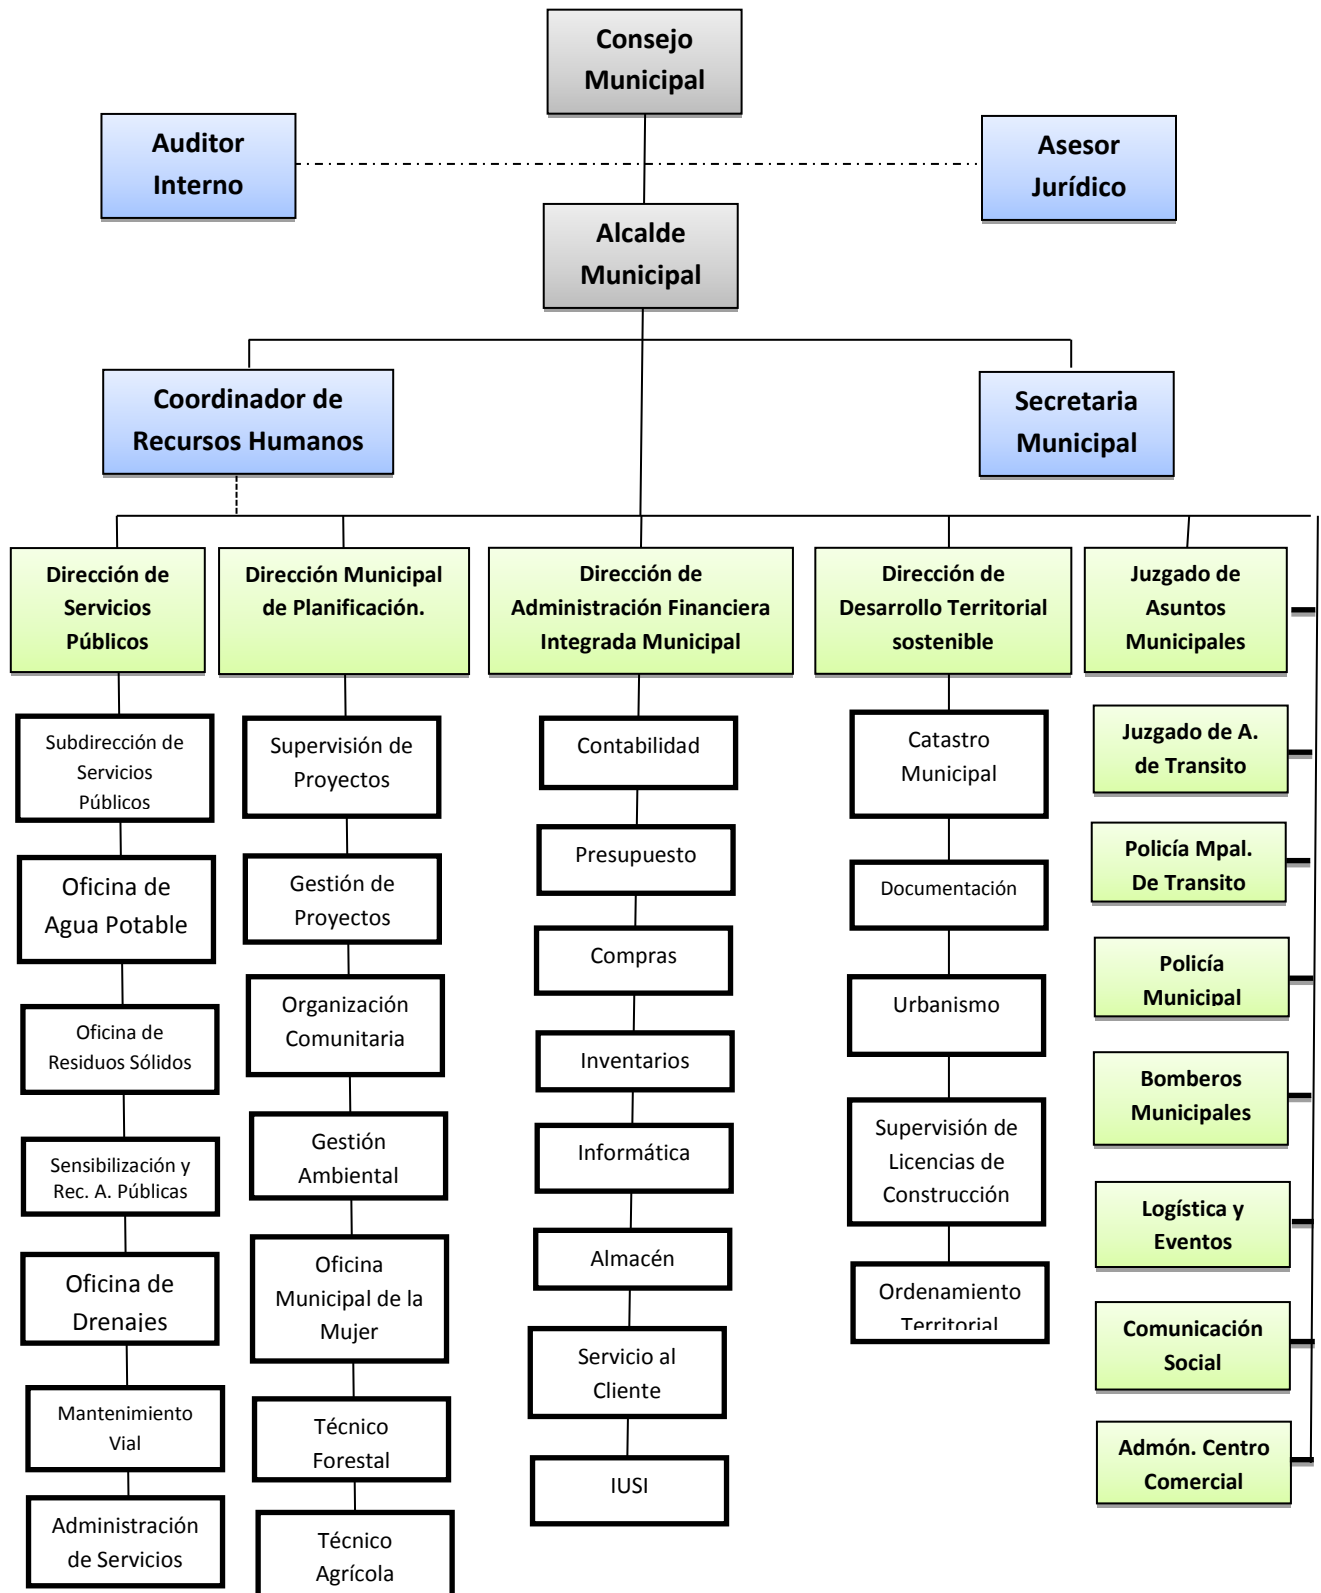 Consejo
Municipal
Auditor
Interno
Asesor
Jurídico
Alcalde
Municipal
Coordinador de
Recursos Humanos
Secretaria
Municipal
Dirección de
Servicios
Públicos
Dirección Municipal
de Planificación.
Dirección de
Administración Financiera
Integrada Municipal
Dirección de
Desarrollo Territorial
sostenible
Juzgado de
Asuntos
Municipales
Subdirección de
Servicios
Públicos
Oficina de
Agua Potable
Oficina de
Residuos Sólidos
Sensibilización y
Rec. A. Públicas
Oficina de
Drenajes
Mantenimiento
Vial
Administración
de Servicios
Supervisión de
Proyectos
Gestión de
Proyectos
Organización
Comunitaria
Gestión
Ambiental
Oficina
Municipal de la
Mujer
Técnico
Forestal
Técnico
Agrícola
Contabilidad
Presupuesto
Compras
Inventarios
Informática
Almacén
Servicio al
Cliente
IUSI
Catastro
Municipal
Documentación
Urbanismo
Supervisión de
Licencias de
Construcción
Ordenamiento
Territorial
Juzgado de A.
de Transito
Policía Mpal.
De Transito
Policía
Municipal
Bomberos
Municipales
Logística y
Eventos
Comunicación
Social
Admón. Centro
Comercial